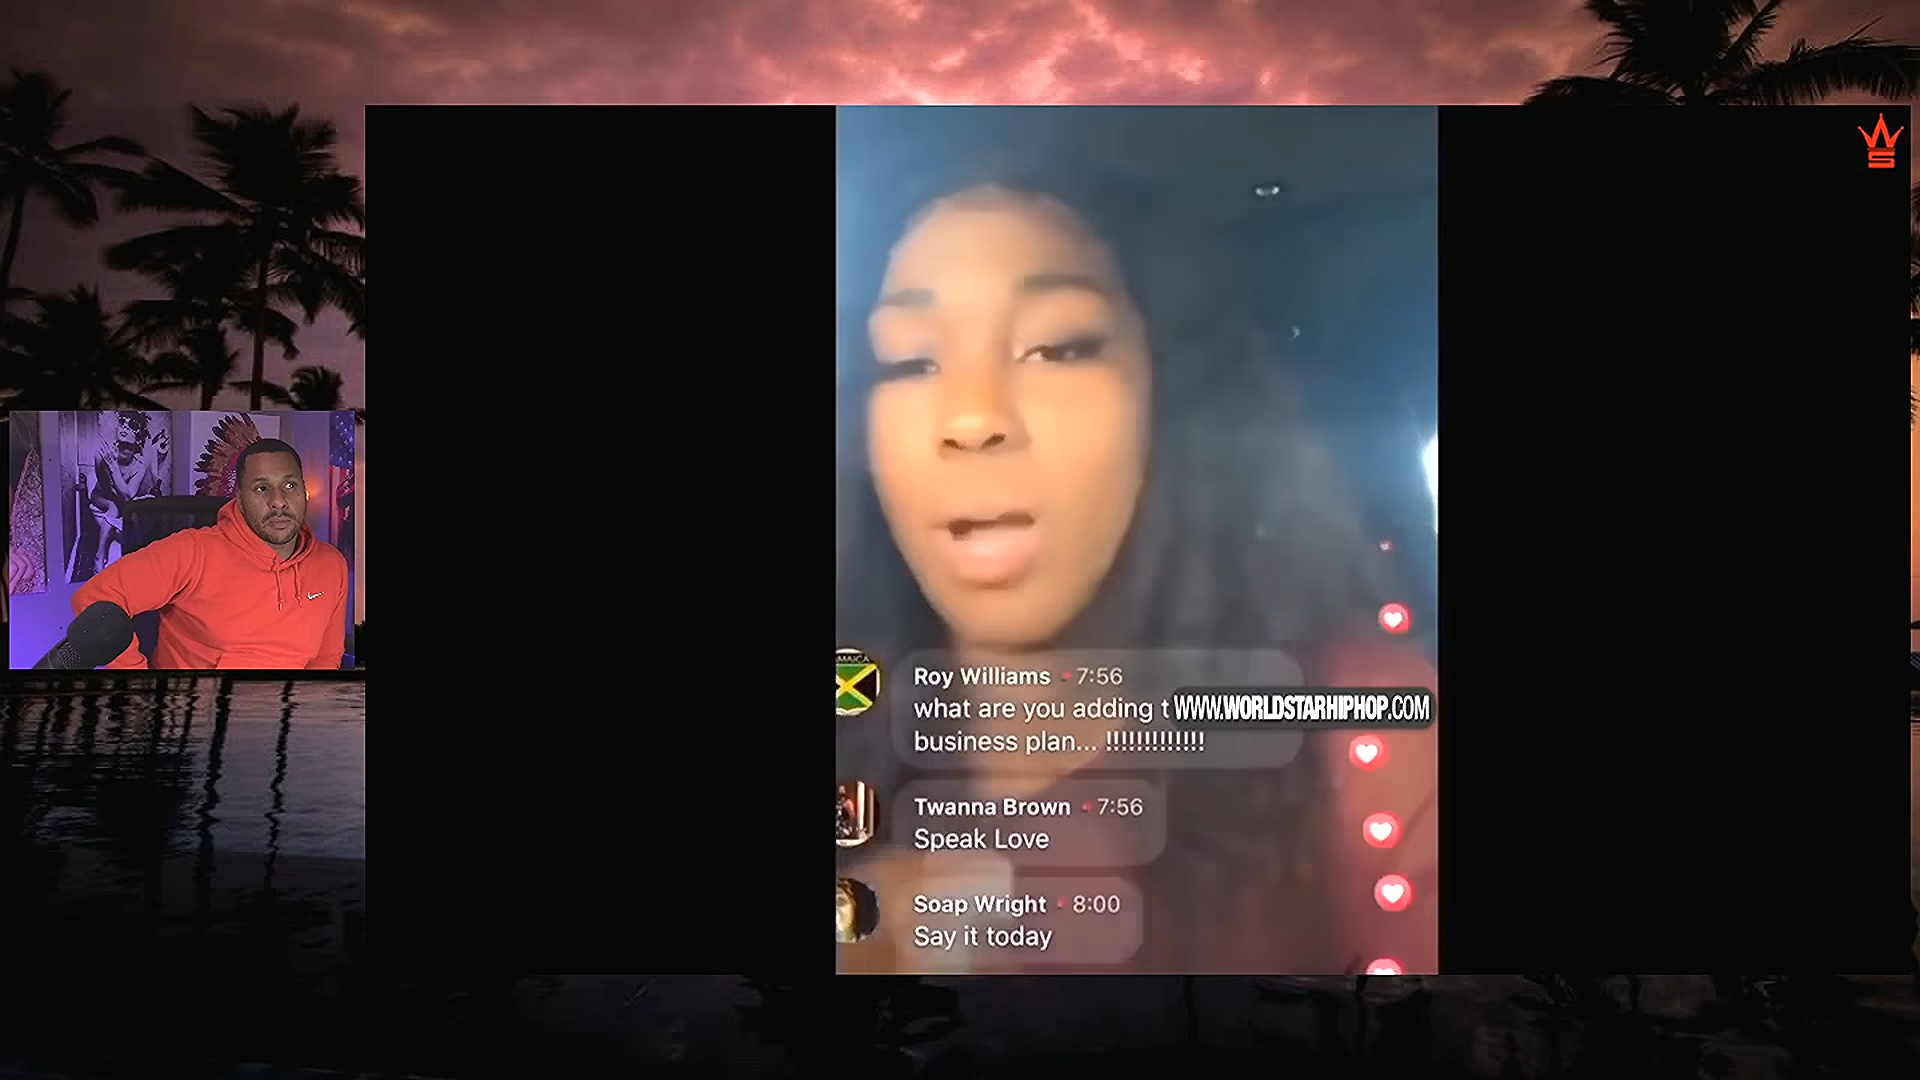 WS
Roy Williams • 7:56
what are you adding t
WWW.WORLDSTARHIPHOP.COM
business plan... !!!!!!!!!!!!!
Twanna Brown • 7:56
Speak Love
Soap Wright • 8:00
Say it today